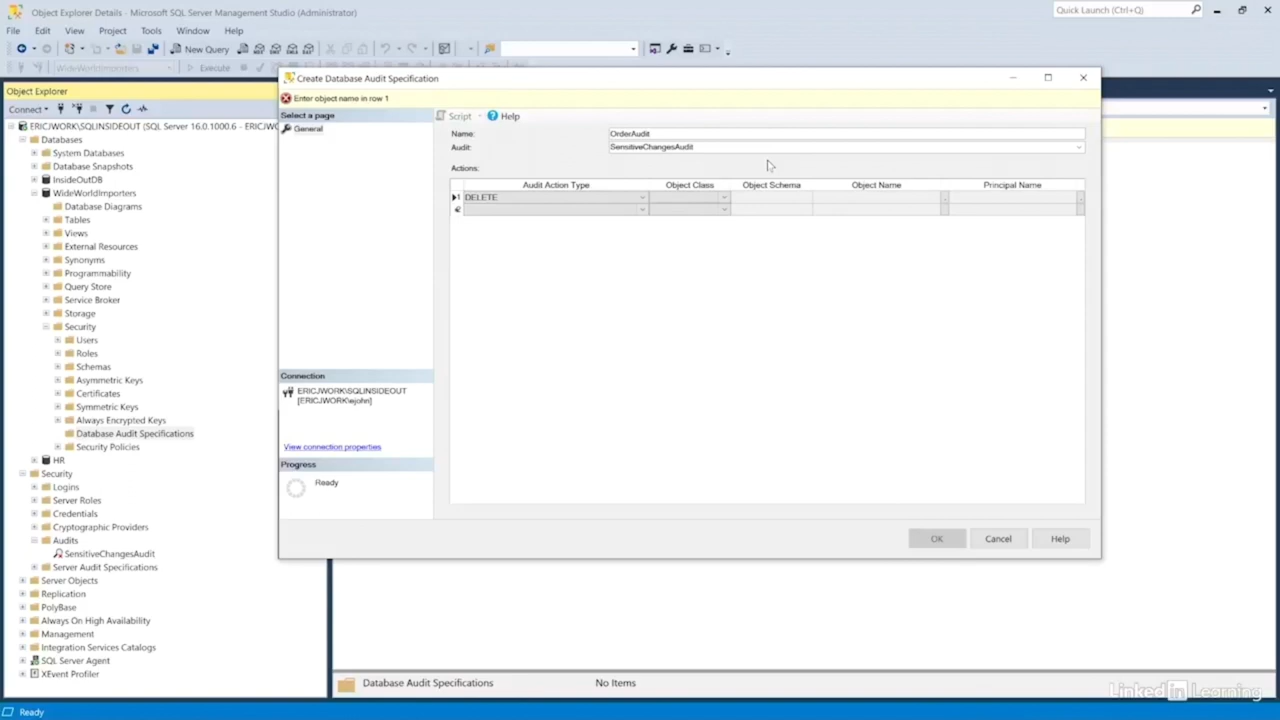 Object Explorer Details - Microsoft SQL Server Management Studio (Administrator)
Quick Launch (Ctrl+Q)
File Edit View Project Tools Window Help
New Query
WideWorldImporters
Execute
Object Explorer
Connect
ERICJWORK\SQLINSIDEOUT (SQL Server 16.0.1000.6 - ERICJWO
Databases
System Databases
Database Snapshots
InsideOutDB
WideWorldImporters
Database Diagrams
Tables
Views
External Resources
Synonyms
Programmability
Query Store
Service Broker
Storage
Security
Users
Roles
Schemas
Asymmetric Keys
Certificates
Symmetric Keys
Always Encrypted Keys
Database Audit Specifications
Security Policies
HR
Security
Logins
Server Roles
Credentials
Cryptographic Providers
Audits
SensitiveChangesAudit
Server Audit Specifications
Server Objects
Replication
PolyBase
Always On High Availability
Management
Integration Services Catalogs
SQL Server Agent
XEvent Profiler
Create Database Audit Specification
Enter object name in row 1
Select a page
General
Script Help
Name: OrderAudit
Audit: SensitiveChangesAudit
Actions:
Audit Action Type Object Class Object Schema Object Name Principal Name
1 DELETE
Connection
ERICJWORK\SQLINSIDEOUT
[ERICJWORK\ejohn]
View connection properties
Progress
Ready
OK Cancel Help
Database Audit Specifications No Items
Linked in Learning
Ready